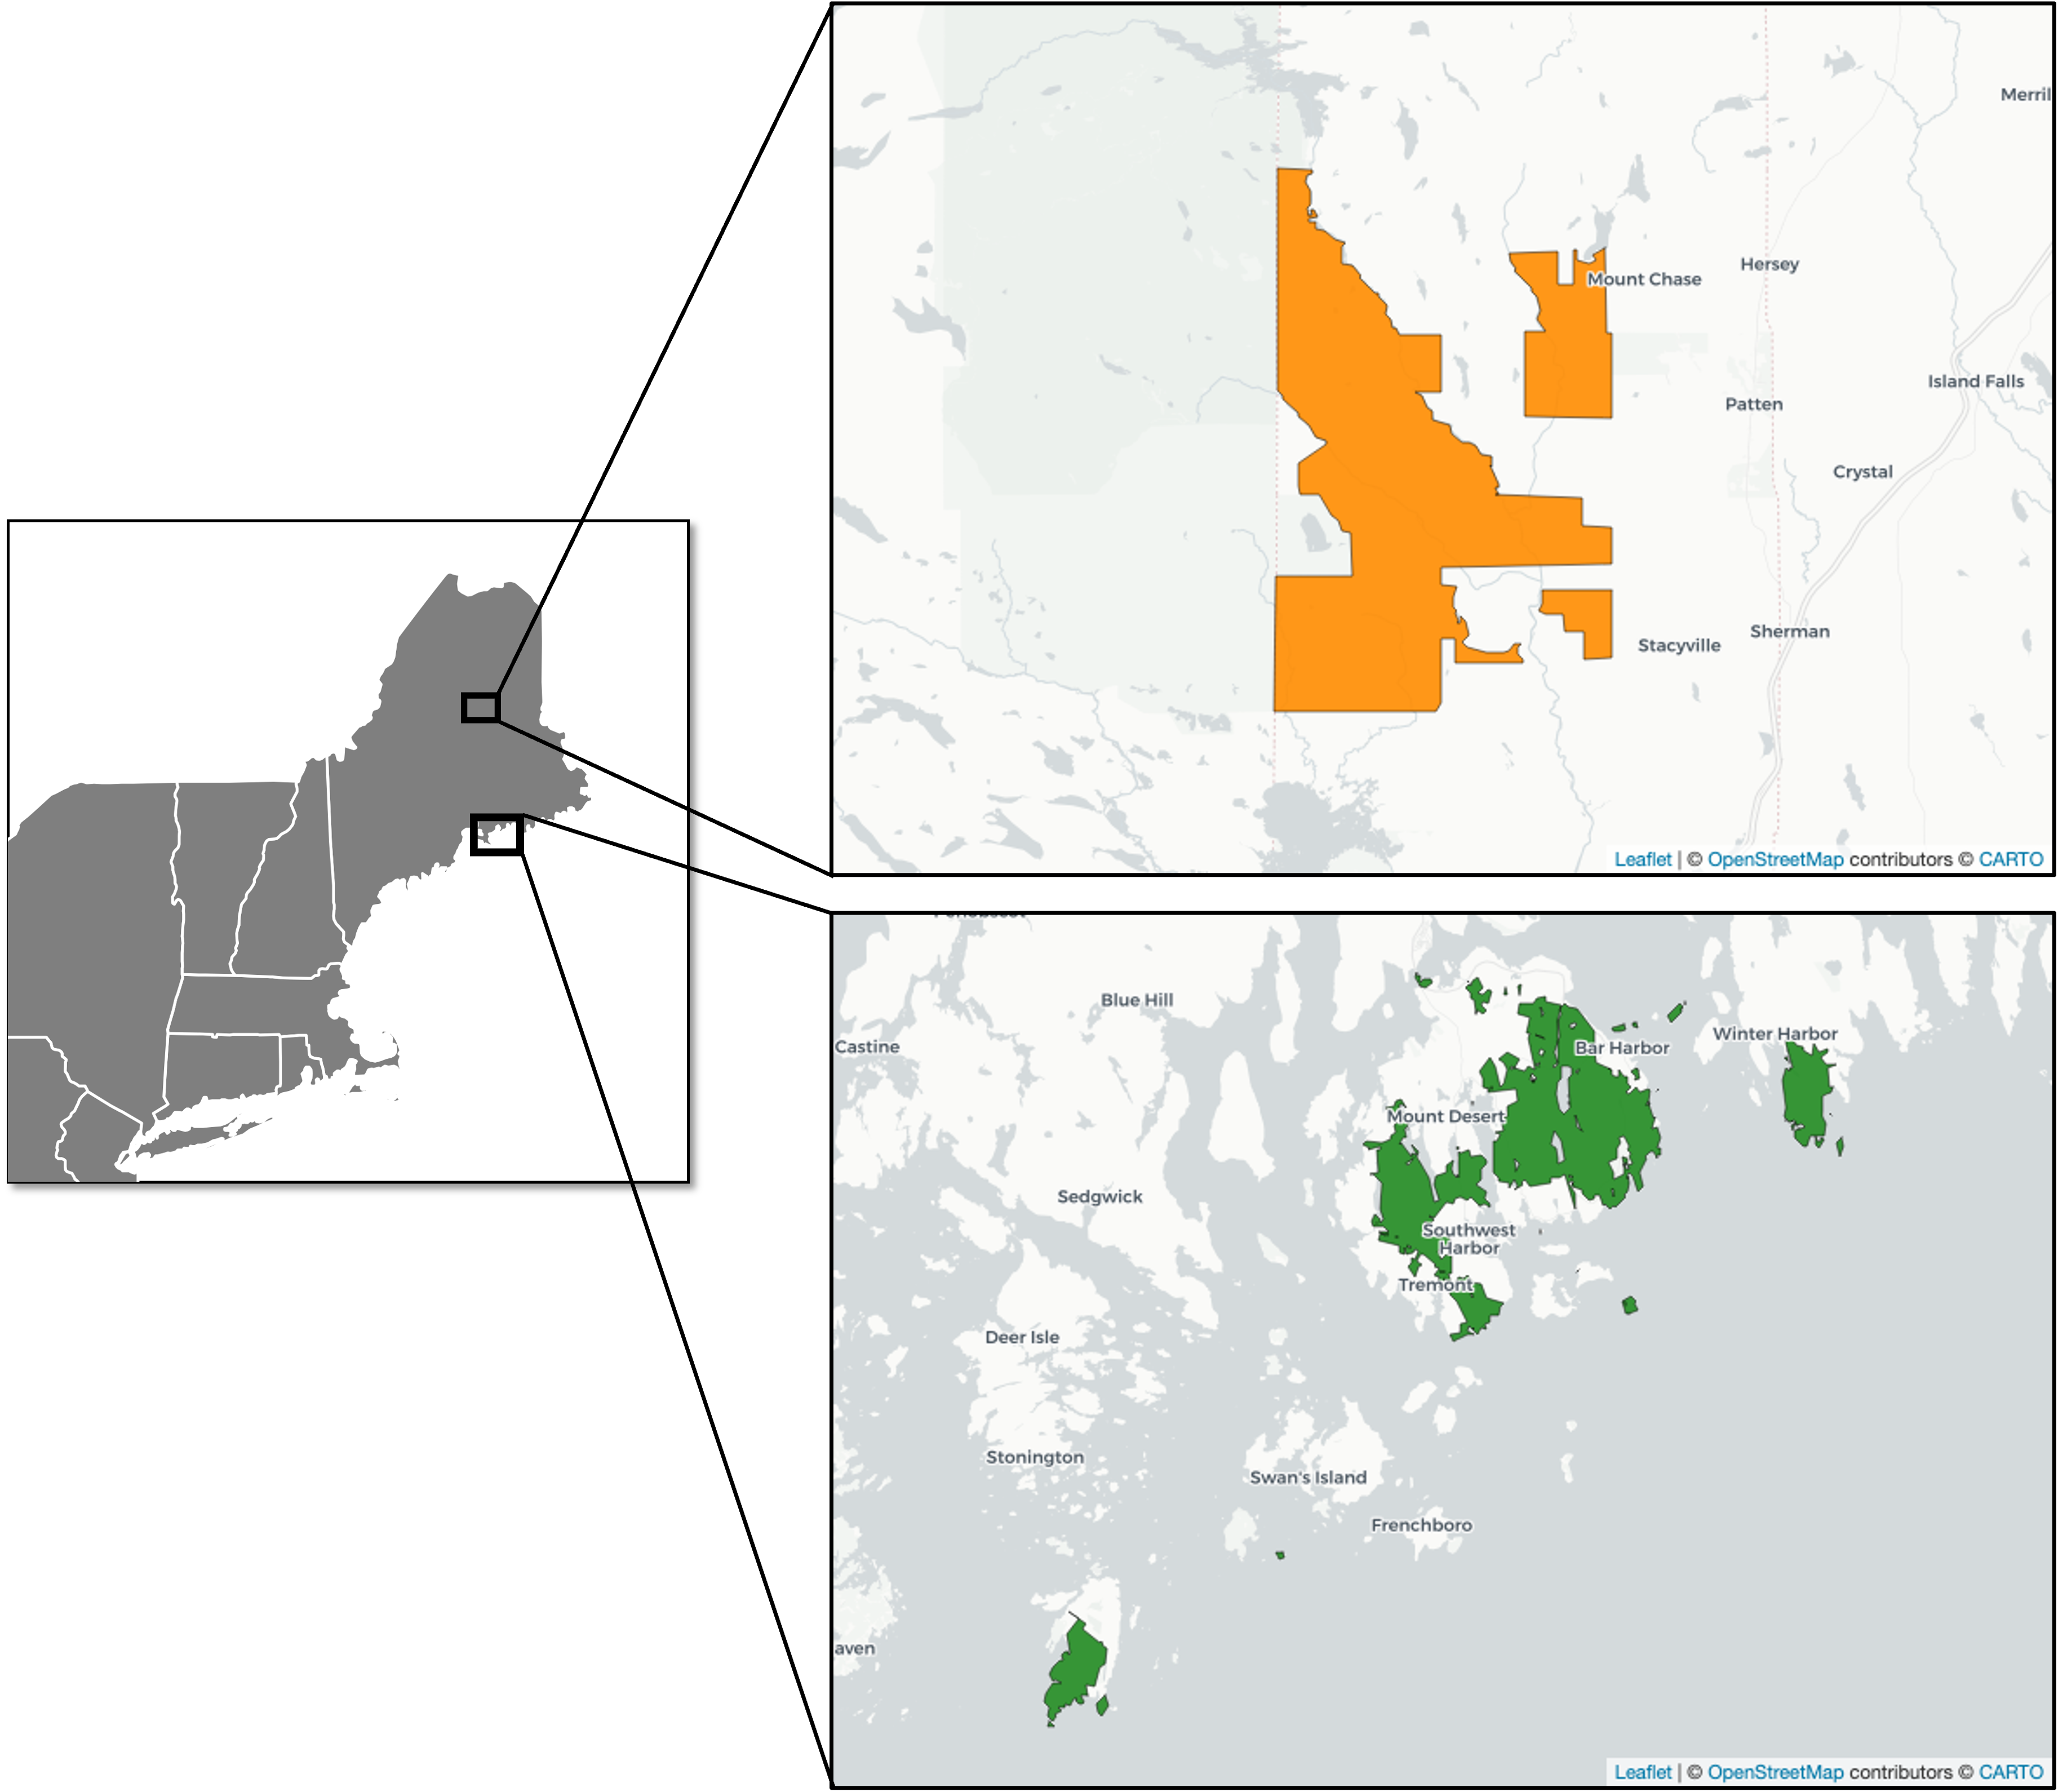 Merril
Hersey
Mount Chase
Island Falls
Patten
Crystal
Sherman
Stacyville
Leaflet | © OpenStreetMap contributors © CARTO
Blue Hill
Winter Harbor
Castine
Bar Harbor
Mount Desert
Sedgwick
Southwest
Harbor
Tremont
Deer Isle
Stonington
Swan's Island
Frenchboro
aven
Leaflet | © OpenStreetMap contributors © CARTO